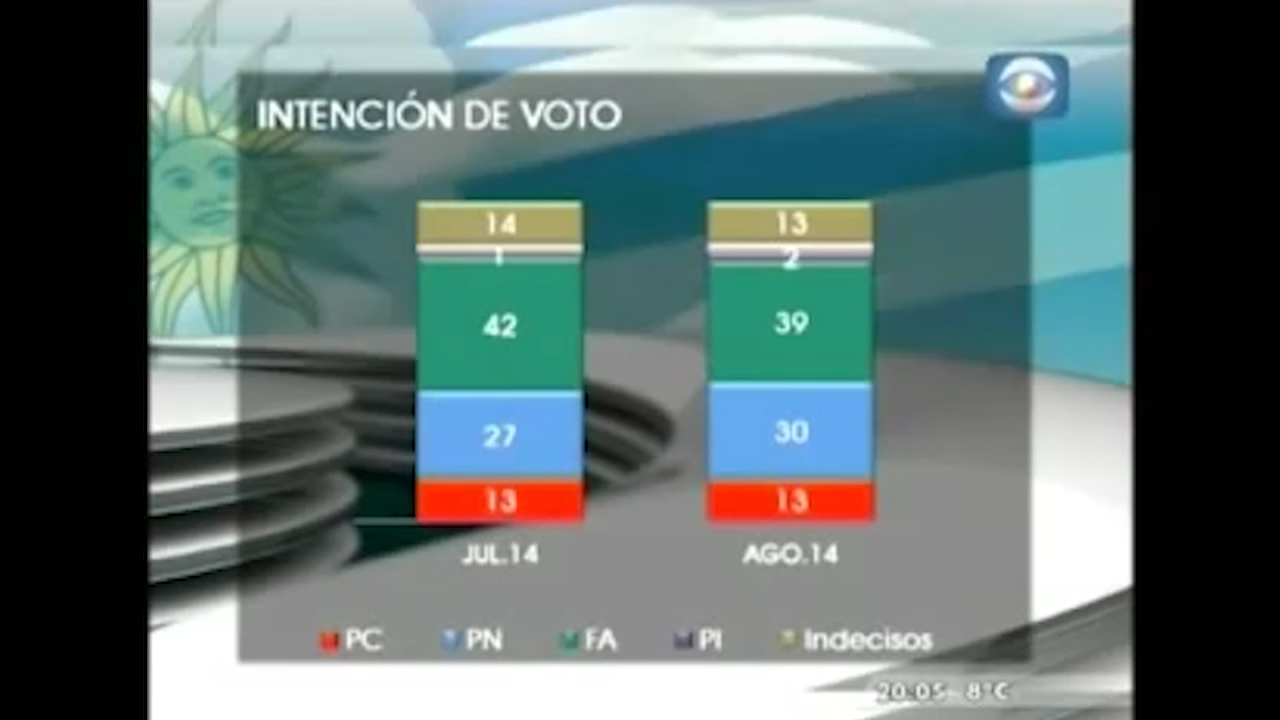 INTENCIÓN DE VOTO
14 13
1 2
42 39
27 30
13 13
JUL.14 AGO.14
PC PN FA PI Indecisos
20:05 8°C